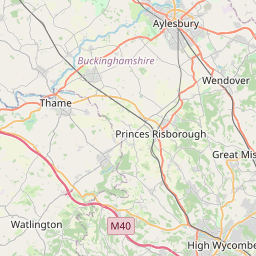 Aylesbury
Buckinghamshire
Wendover
Thame
Princes Risborough
Great Mis
Watlington
M40
High Wycombe